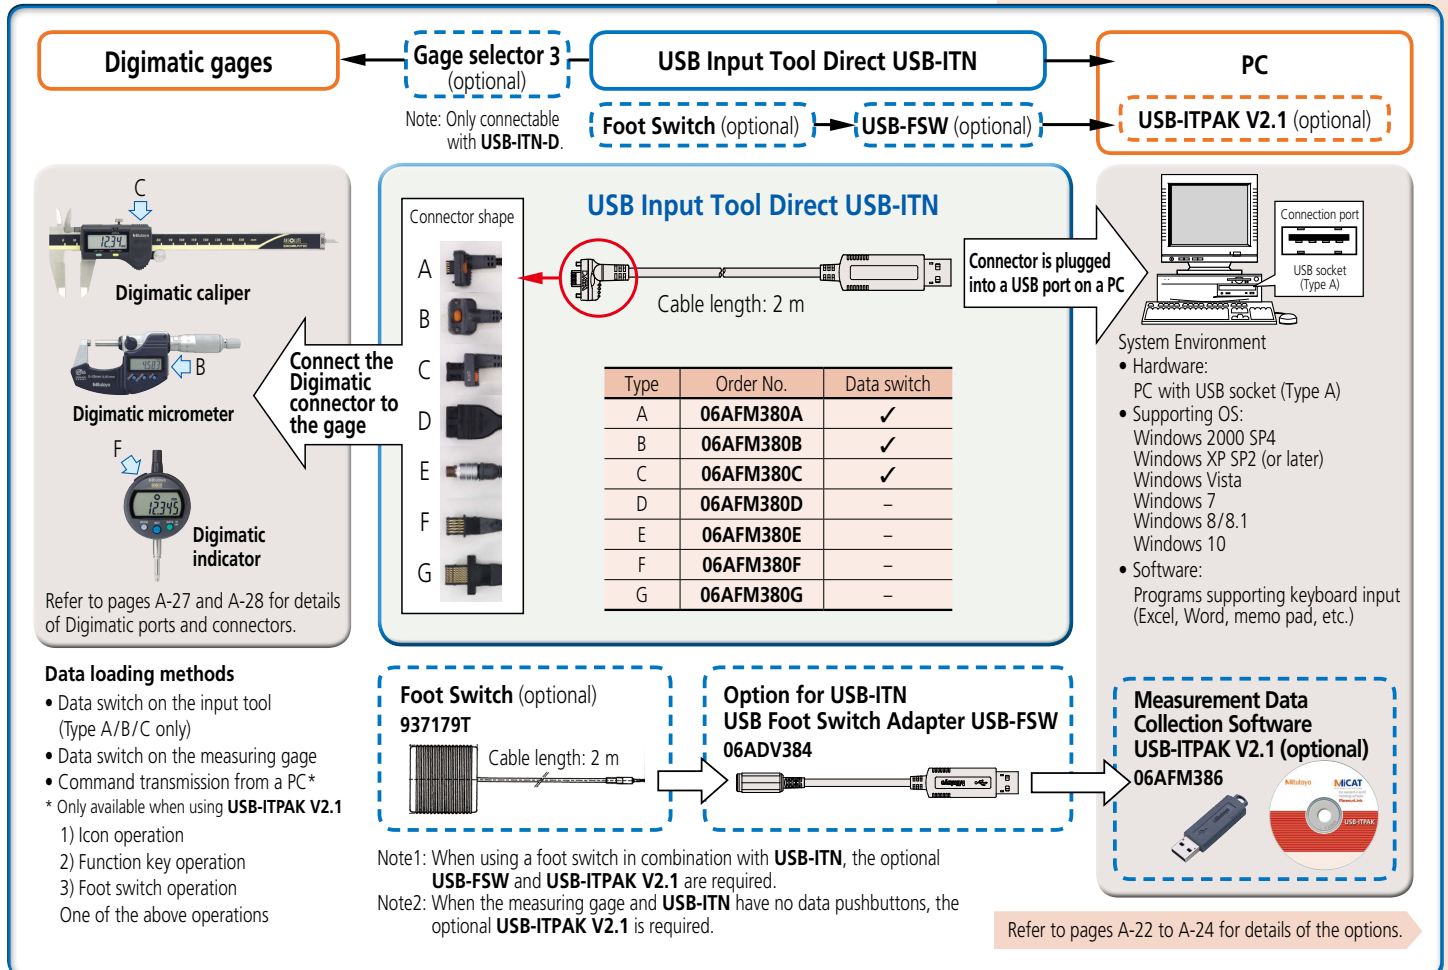 Digimatic gages
Gage selector 3
(optional)
USB Input Tool Direct USB-ITN
PC
Note: Only connectable
with USB-ITN-D.
Foot Switch (optional)
USB-FSW (optional)
USB-ITPAK V2.1 (optional)
C
Digimatic caliper
B
Digimatic micrometer
F
Digimatic
indicator
Refer to pages A-27 and A-28 for details
of Digimatic ports and connectors.
Connect the
Digimatic
connector to
the gage
Connector shape
A
B
C
D
E
F
G
USB Input Tool Direct USB-ITN
Cable length: 2 m
Type Order No. Data switch
A 06AFM380A ✓
B 06AFM380B ✓
C 06AFM380C ✓
D 06AFM380D –
E 06AFM380E –
F 06AFM380F –
G 06AFM380G –
Connector is plugged
into a USB port on a PC
Connection port
USB socket
(Type A)
System Environment
• Hardware:
PC with USB socket (Type A)
• Supporting OS:
Windows 2000 SP4
Windows XP SP2 (or later)
Windows Vista
Windows 7
Windows 8/8.1
Windows 10
• Software:
Programs supporting keyboard input
(Excel, Word, memo pad, etc.)
Data loading methods
• Data switch on the input tool
(Type A/B/C only)
• Data switch on the measuring gage
• Command transmission from a PC*
* Only available when using USB-ITPAK V2.1
1) Icon operation
2) Function key operation
3) Foot switch operation
One of the above operations
Foot Switch (optional)
937179T
Cable length: 2 m
Option for USB-ITN
USB Foot Switch Adapter USB-FSW
06ADV384
Mitutoyo
Measurement Data
Collection Software
USB-ITPAK V2.1 (optional)
06AFM386
Mitutoyo
MiCAT
USB-ITPAK
Note1: When using a foot switch in combination with USB-ITN, the optional
USB-FSW and USB-ITPAK V2.1 are required.
Note2: When the measuring gage and USB-ITN have no data pushbuttons, the
optional USB-ITPAK V2.1 is required.
Refer to pages A-22 to A-24 for details of the options.